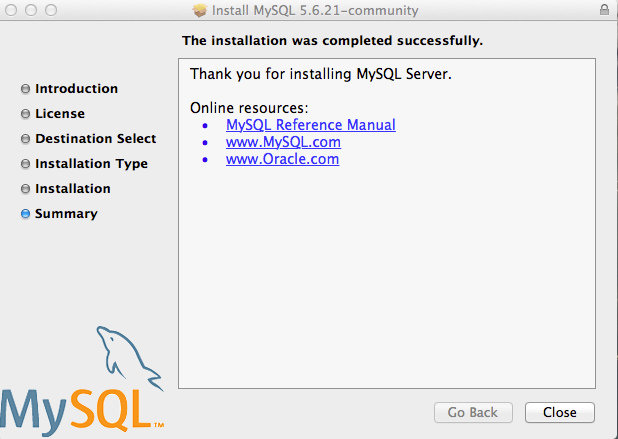 Install MySQL 5.6.21-community
The installation was completed successfully.
Introduction
License
Destination Select
Installation Type
Installation
Summary
Thank you for installing MySQL Server.
Online resources:
• MySQL Reference Manual
• www.MySQL.com
• www.Oracle.com
MySQL™
Go Back
Close